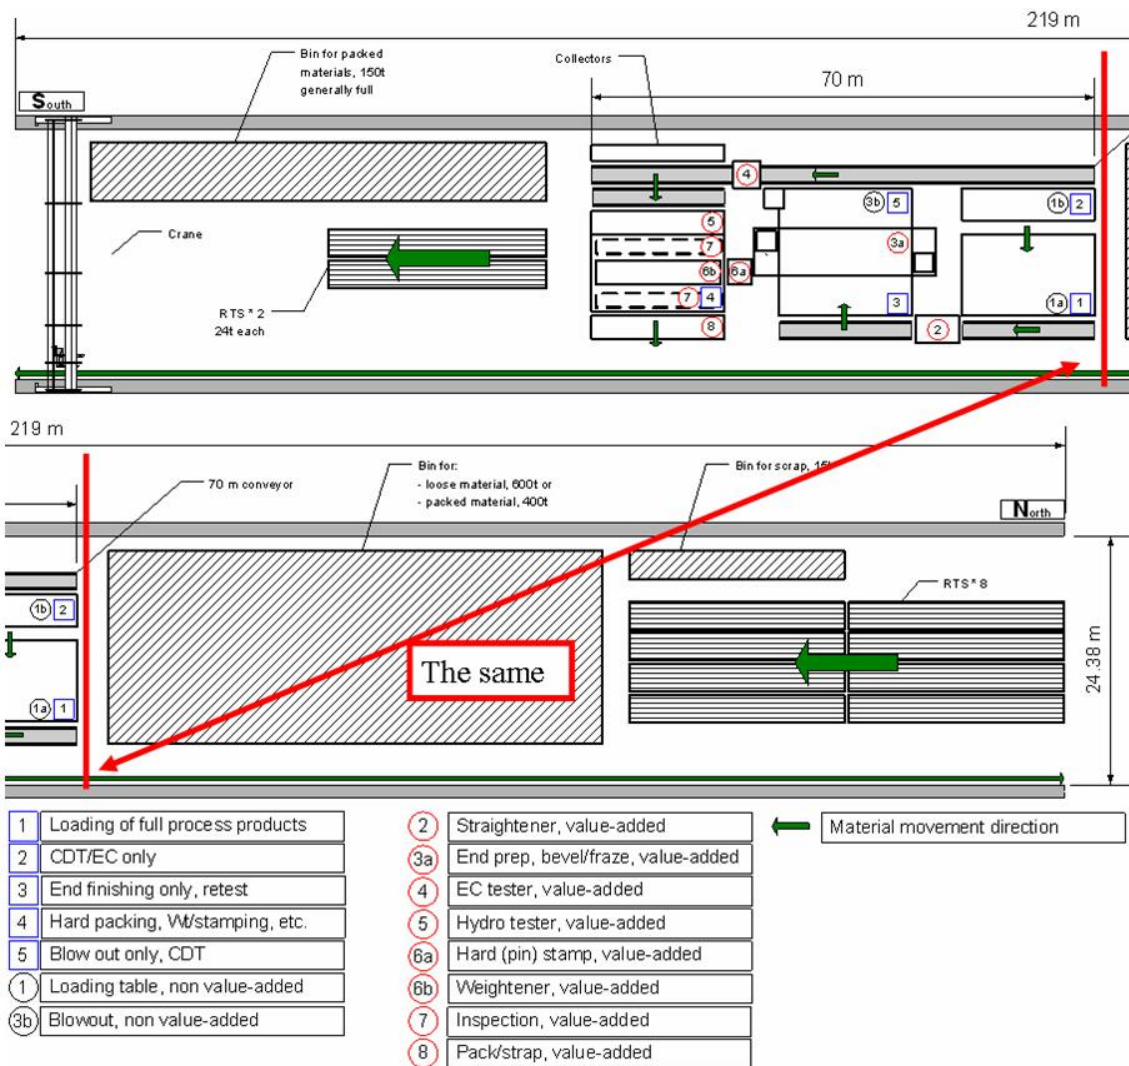 219 m
Bin for packed
materials, 150t
generally full
Collectors
70 m
South
4
3b 5
1b 2
5
7
3a
Crane
6b 6a
RTS * 2
24t each
7 4
3
1a 1
8
2
219 m
70 m conveyor
Bin for:
- loose material, 600t or
- packed material, 400t
Bin for scrap,
North
1b 2
RTS * 8
The same
24.38 m
1a 1
1 Loading of full process products
2 CDT/EC only
3 End finishing only, retest
4 Hard packing, Wt/stamping, etc.
5 Blow out only, CDT
1 Loading table, non value-added
3b Blowout, non value-added
2 Straightener, value-added
3a End prep, bevel/fraze, value-added
4 EC tester, value-added
5 Hydro tester, value-added
6a Hard (pin) stamp, value-added
6b Weightener, value-added
7 Inspection, value-added
8 Pack/strap, value-added
Material movement direction